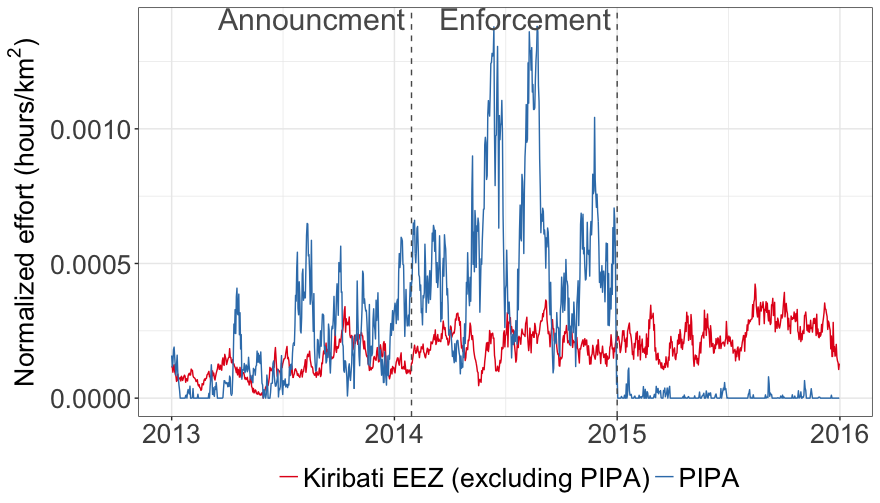 Announcment Enforcement
Normalized effort (hours/km²)
0.0010
0.0005
0.0000
2013 2014 2015 2016
Kiribati EEZ (excluding PIPA) PIPA